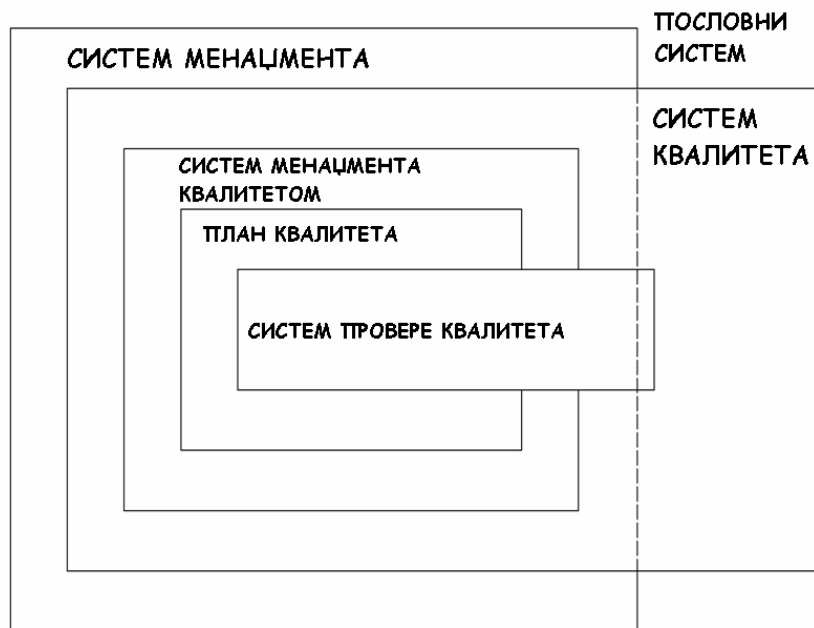 ПОСЛОВНИ
СИСТЕМ
СИСТЕМ МЕНАЏМЕНТА
СИСТЕМ
КВАЛИТЕТА
СИСТЕМ МЕНАЏМЕНТА
КВАЛИТЕТОМ
ПЛАН КВАЛИТЕТА
СИСТЕМ ПРОВЕРЕ КВАЛИТЕТА